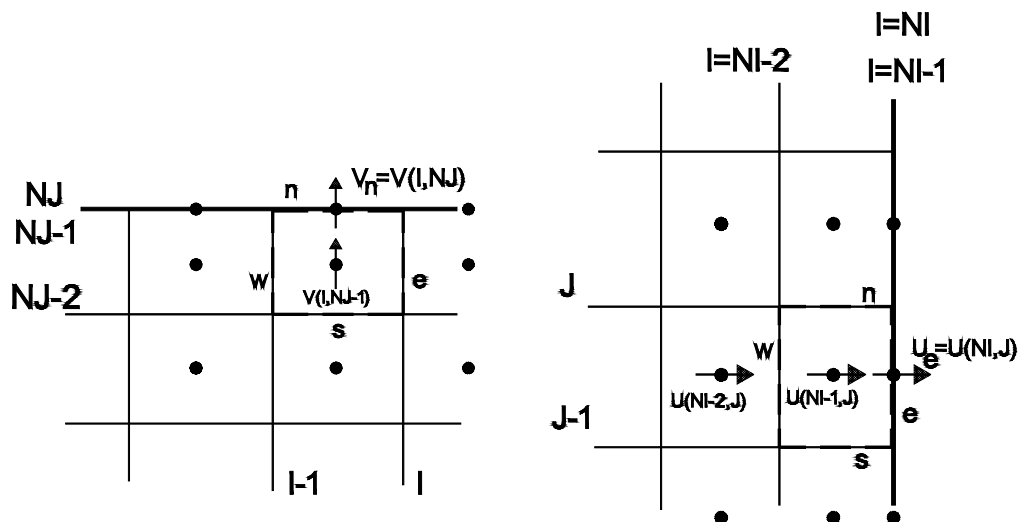 I=NI
I=NI-2
I=NI-1
NJ
n
Vn=V(I,NJ)
NJ-1
w
e
NJ-2
V(I,NJ-1)
s
I-1
I
J
n
w
Ue=U(NI,J)
U(NI-2,J)
U(NI-1,J)
J-1
e
s